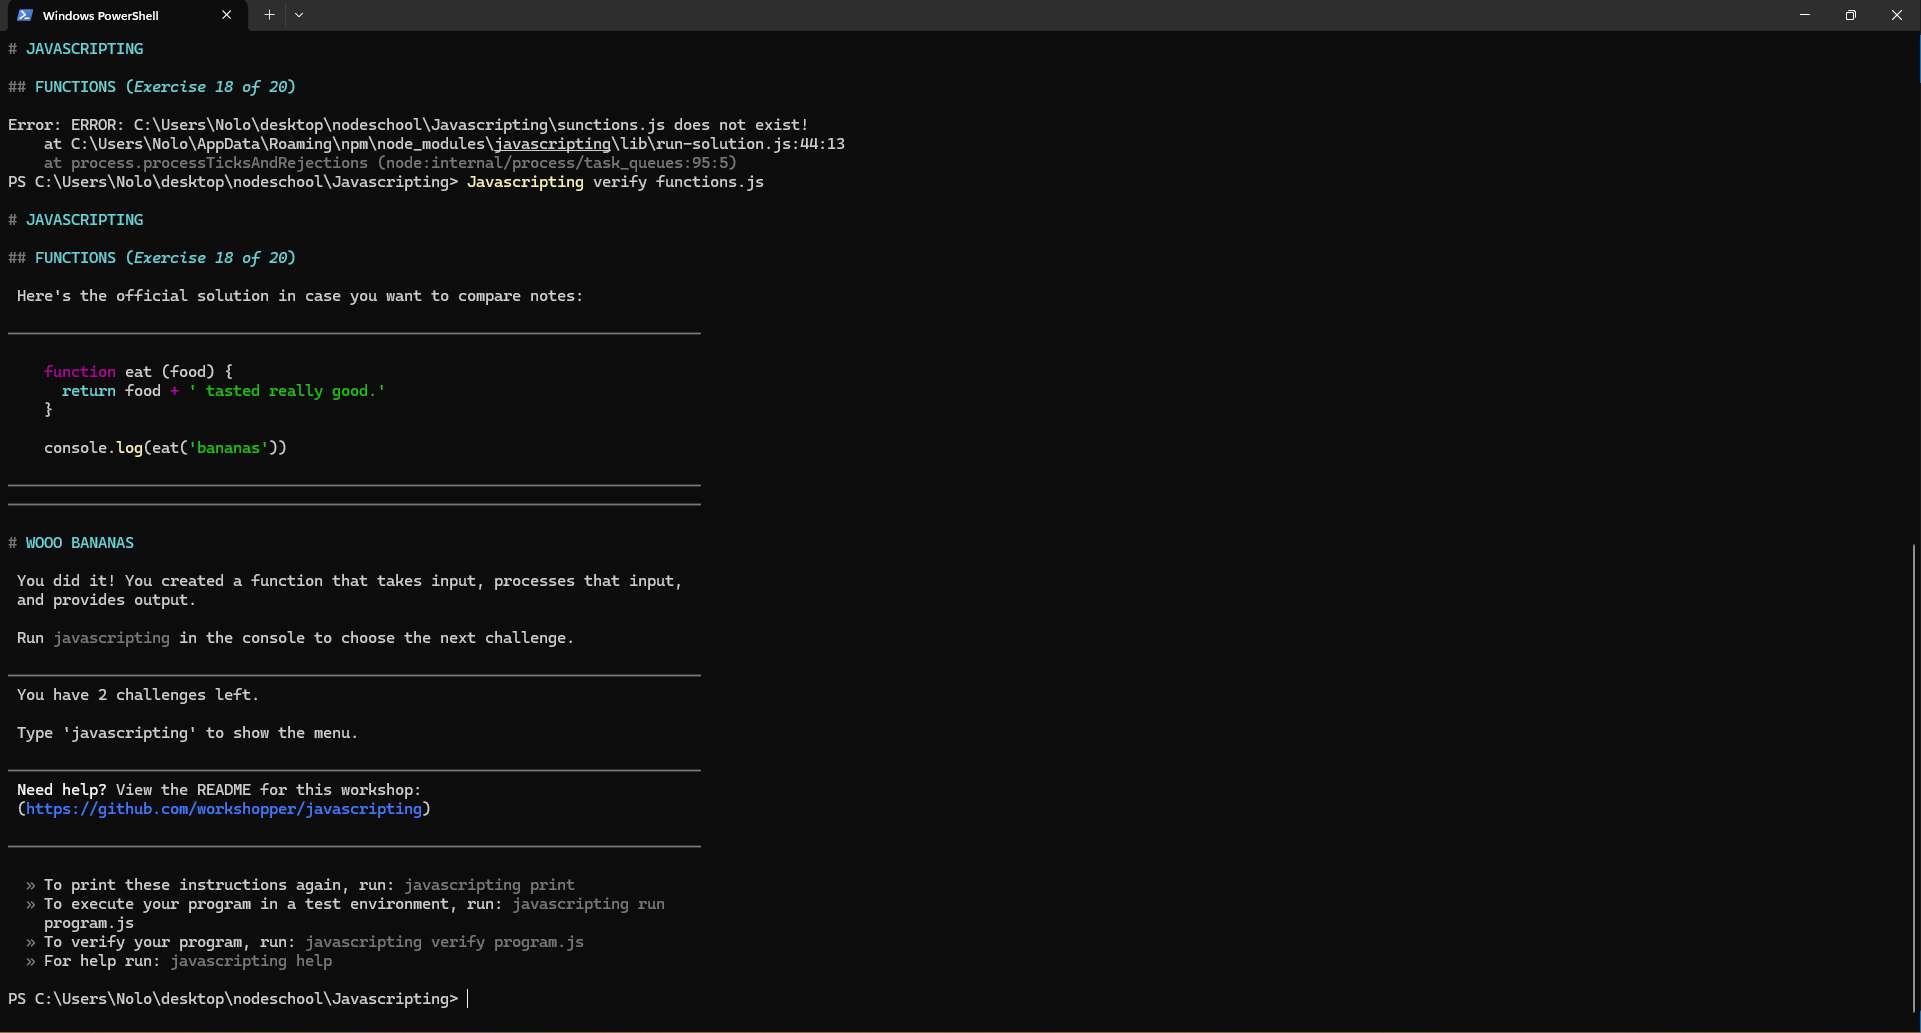 Windows PowerShell
# JAVASCRIPTING
## FUNCTIONS (Exercise 18 of 20)
Error: ERROR: C:\Users\Nolo\desktop\nodeschool\Javascripting\sunctions.js does not exist!
    at C:\Users\Nolo\AppData\Roaming\npm\node_modules\javascripting\lib\run-solution.js:44:13
    at process.processTicksAndRejections (node:internal/process/task_queues:95:5)
PS C:\Users\Nolo\desktop\nodeschool\Javascripting> Javascripting verify functions.js
# JAVASCRIPTING
## FUNCTIONS (Exercise 18 of 20)
Here's the official solution in case you want to compare notes:
function eat (food) {
  return food + ' tasted really good.'
}
console.log(eat('bananas'))
# WOOO BANANAS
You did it! You created a function that takes input, processes that input,
and provides output.
Run javascripting in the console to choose the next challenge.
You have 2 challenges left.
Type 'javascripting' to show the menu.
Need help? View the README for this workshop:
(https://github.com/workshopper/javascripting)
» To print these instructions again, run: javascripting print
» To execute your program in a test environment, run: javascripting run
program.js
» To verify your program, run: javascripting verify program.js
» For help run: javascripting help
PS C:\Users\Nolo\desktop\nodeschool\Javascripting>